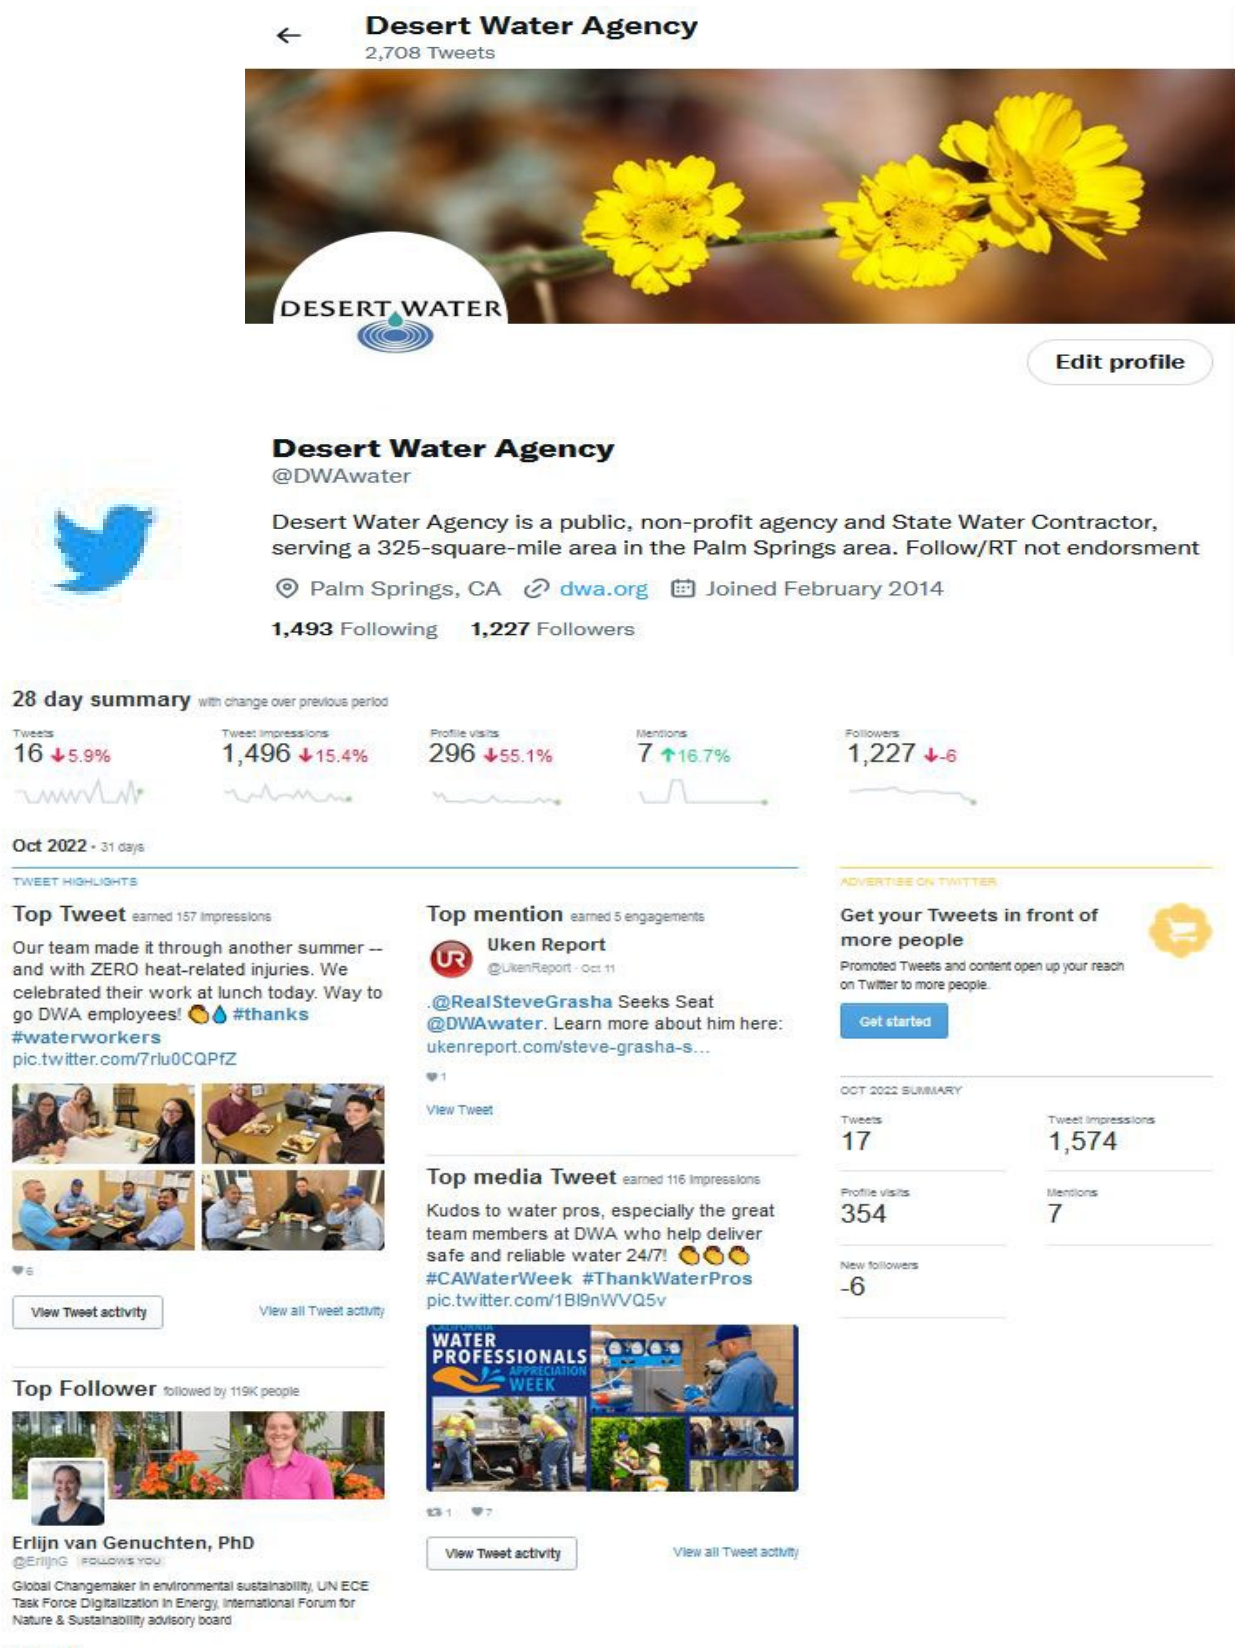 Desert Water Agency
2,708 Tweets
DESERT WATER
Edit profile
Desert Water Agency
@DWAwater
Desert Water Agency is a public, non-profit agency and State Water Contractor,
serving a 325-square-mile area in the Palm Springs area. Follow/RT not endorsment
Palm Springs, CA dwa.org Joined February 2014
1,493 Following 1,227 Followers
28 day summary with change over previous period
Tweets
16 ↓5.9%
Tweet impressions
1,496 ↓15.4%
Profile visits
296 ↓55.1%
Mentions
7 ↑16.7%
Followers
1,227 ↓-6
Oct 2022 • 31 days
TWEET HIGHLIGHTS
Top Tweet earned 157 impressions
Our team made it through another summer --
and with ZERO heat-related injuries. We
celebrated their work at lunch today. Way to
go DWA employees! 👏💧 #thanks
#waterworkers
pic.twitter.com/7rlu0CQPfZ
6
View Tweet activity
View all Tweet activity
Top Follower followed by 119K people
Erlijn van Genuchten, PhD
@ErlijnG FOLLOWS YOU
Global Changemaker in environmental sustainability, UN ECE
Task Force Digitalization in Energy, International Forum for
Nature & Sustainability advisory board
Top mention earned 5 engagements
UR
Uken Report
@UkenReport · Oct 11
.@RealSteveGrasha Seeks Seat
@DWAwater. Learn more about him here:
ukenreport.com/steve-grasha-s…
1
View Tweet
Top media Tweet earned 116 impressions
Kudos to water pros, especially the great
team members at DWA who help deliver
safe and reliable water 24/7! 👏👏👏
#CAWaterWeek #ThankWaterPros
pic.twitter.com/1Bl9nWVQ5v
CALIFORNIA
WATER
PROFESSIONALS
APPRECIATION
WEEK
1 7
View Tweet activity
View all Tweet activity
ADVERTISE ON TWITTER
Get your Tweets in front of
more people
Promoted Tweets and content open up your reach
on Twitter to more people.
Get started
OCT 2022 SUMMARY
Tweets
17
Tweet impressions
1,574
Profile visits
354
Mentions
7
New followers
-6